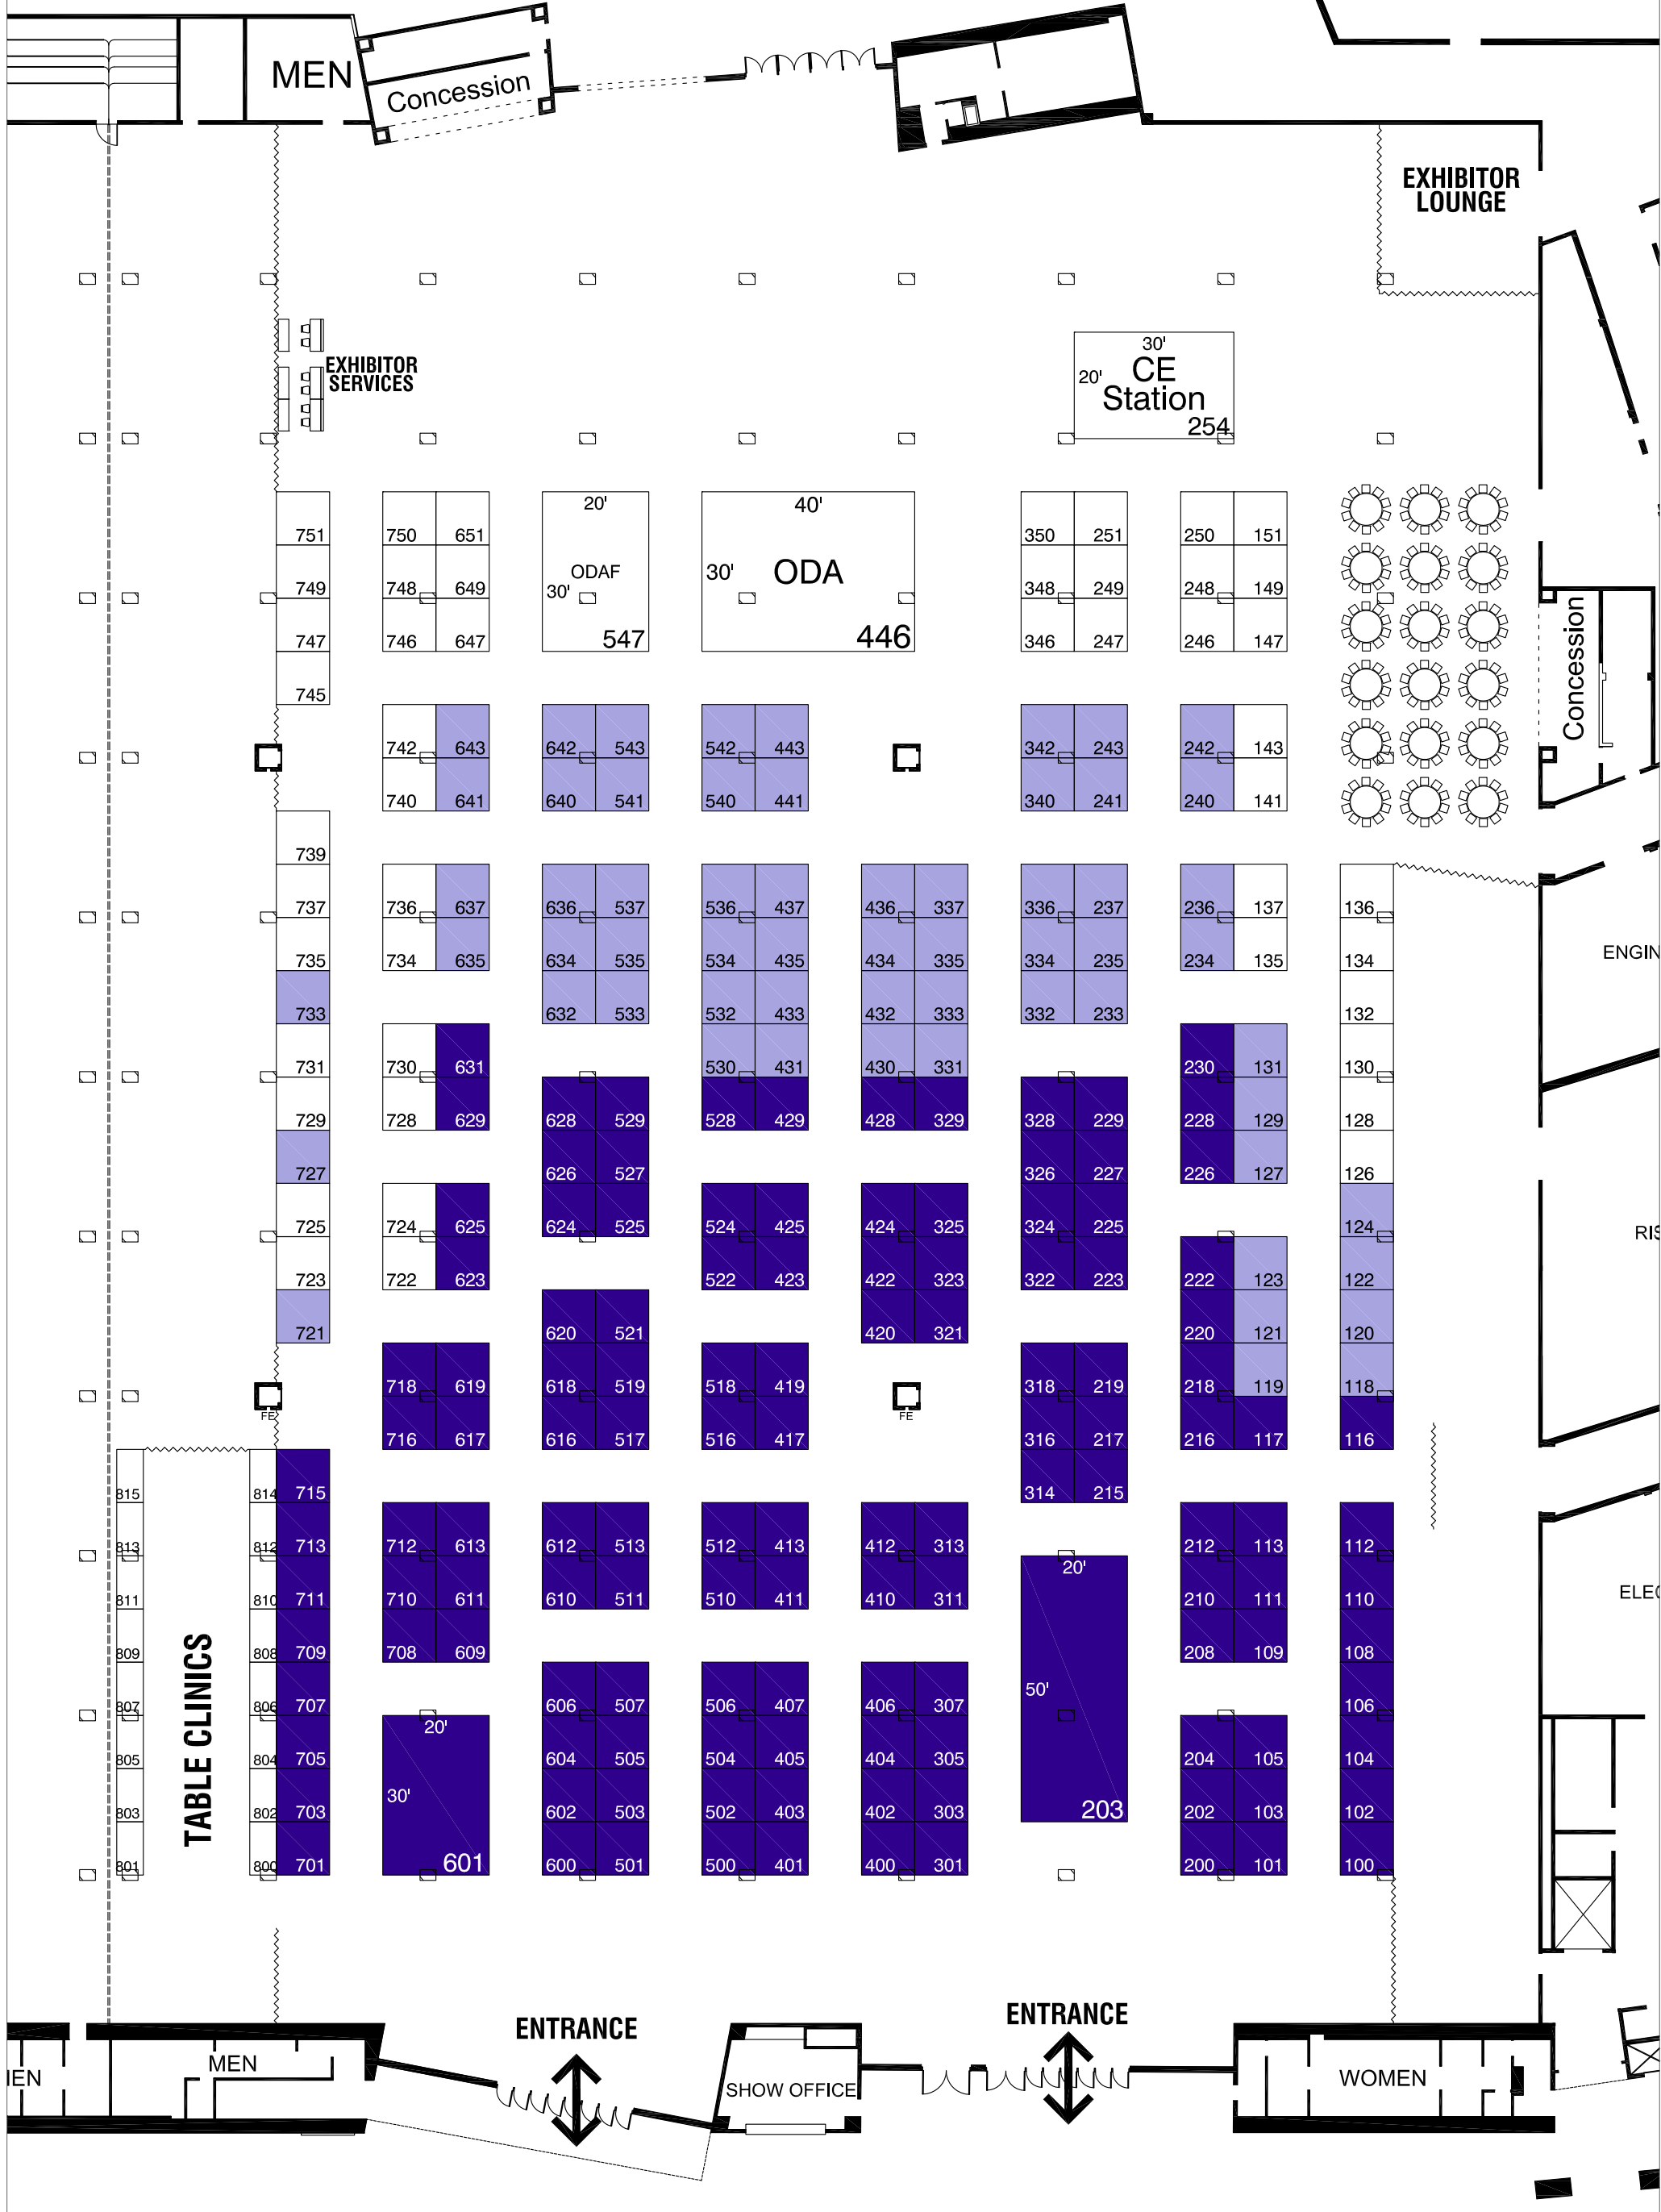 MEN
Concession
EXHIBITOR
LOUNGE
EXHIBITOR
SERVICES
30'
20' CE
Station
254
751 750 651 20' 40' 350 251 250 151
749 748 649 ODAF 30' 30' ODA 348 249 248 149
747 746 647 547 446 346 247 246 147
Concession
745
742 643 642 543 542 443 342 243 242 143
740 641 640 541 540 441 340 241 240 141
739
737 736 637 636 537 536 437 436 337 336 237 236 137 136
735 734 635 634 535 534 435 434 335 334 235 234 135 134
ENGIN
733 632 533 532 433 432 333 332 233 132
731 730 631 530 431 430 331 230 131 130
729 728 629 628 529 528 429 428 329 328 229 228 129 128
727 626 527 326 227 226 127 126
725 724 625 624 525 524 425 424 325 324 225 124
RIS
723 722 623 522 423 422 323 322 223 222 123 122
721 620 521 420 321 220 121 120
718 619 618 519 518 419 318 219 218 119 118
FE FE
716 617 616 517 516 417 316 217 216 117 116
815 814 715 314 215
813 812 713 712 613 612 513 512 413 412 313 212 113 112
20'
811 810 711 710 611 610 511 510 411 410 311 210 111 110
ELEC
809 808 709 708 609 208 109 108
TABLE CLINICS
807 806 707 606 507 506 407 406 307 50' 106
20'
805 804 705 604 505 504 405 404 305 204 105 104
30'
803 802 703 602 503 502 403 402 303 203 202 103 102
801 800 701 601 600 501 500 401 400 301 200 101 100
ENTRANCE ENTRANCE
IEN MEN SHOW OFFICE WOMEN